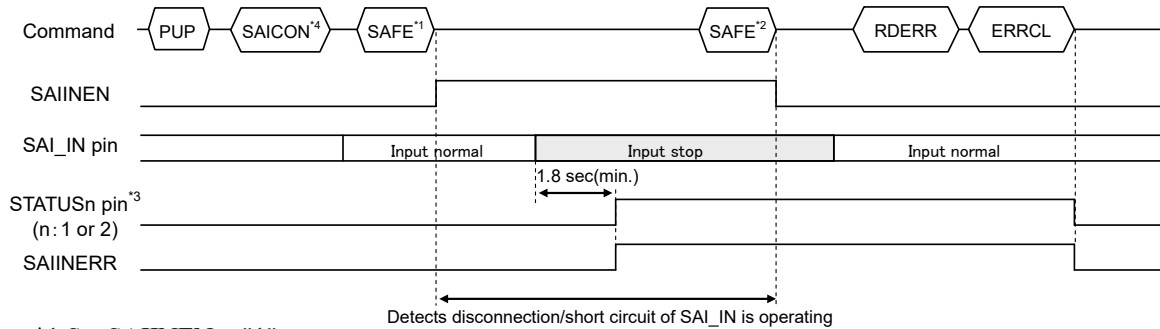 Command PUP SAICON*4 SAFE*1 SAFE*2 RDERR ERRCL
SAIINEN
SAI_IN pin Input normal Input stop Input normal
1.8 sec(min.)
STATUSn pin*3
(n:1 or 2)
SAIINERR
Detects disconnection/short circuit of SAI_IN is operating